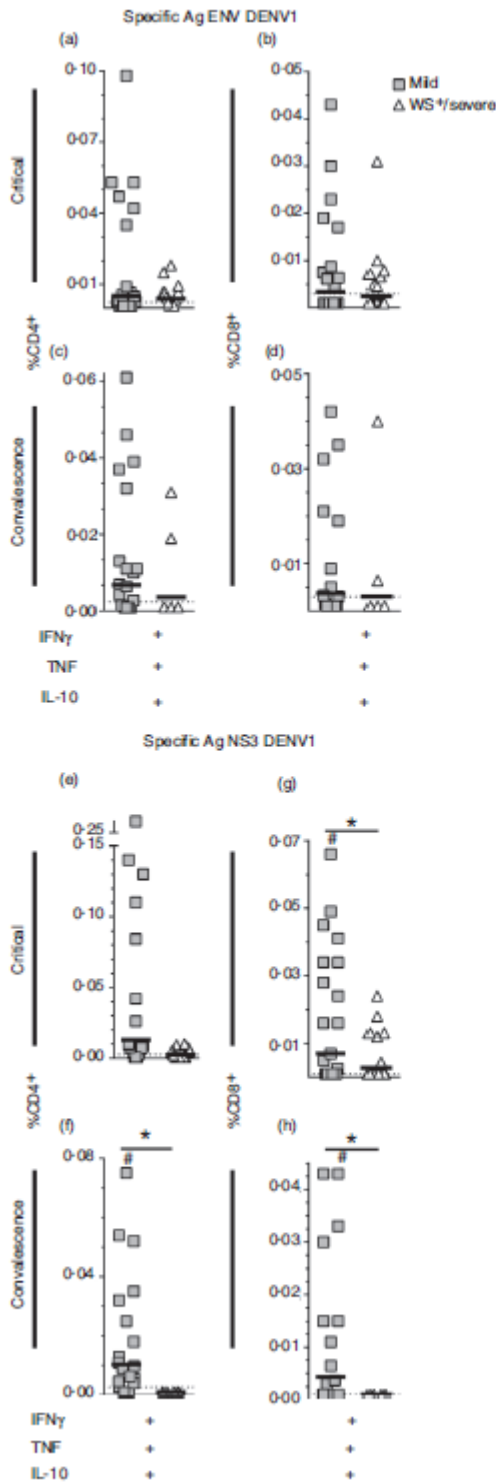 Specific Ag ENV DENV1
(a)
(b)
0·10
0·07
0·04
0·01
0·05
0·04
0·03
0·02
0·01
Mild
WS+/severe
Critical
%CD4+
%CD8+
(c)
(d)
0·06
0·04
0·02
0·00
0·05
0·03
0·01
Convalescence
IFNγ + +
TNF + +
IL-10 + +
Specific Ag NS3 DENV1
(e)
(g)
0·25
0·15
0·10
0·05
0·00
# *
0·07
0·05
0·03
0·01
Critical
%CD4+
%CD8+
(f)
(h)
# *
# *
0·08
0·04
0·00
0·04
0·03
0·02
0·01
0·00
Convalescence
IFNγ + +
TNF + +
IL-10 + +